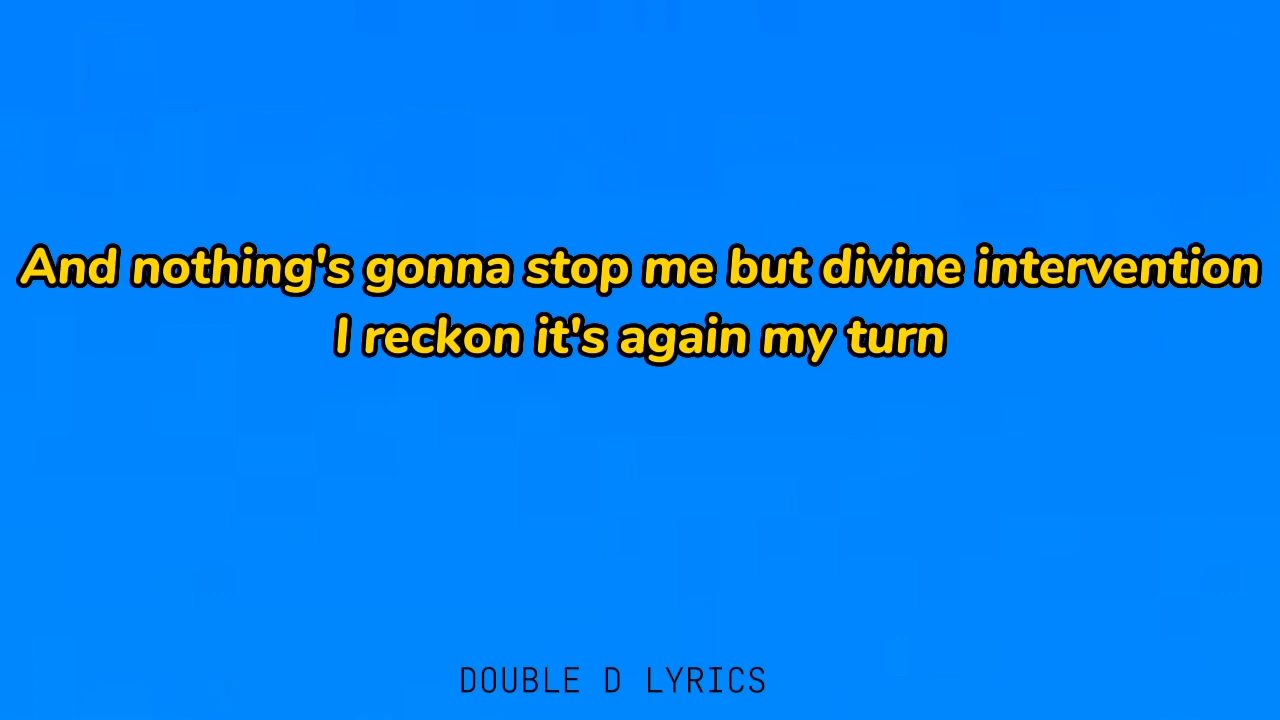 And nothing's gonna stop me but divine intervention
I reckon it's again my turn
DOUBLE D LYRICS